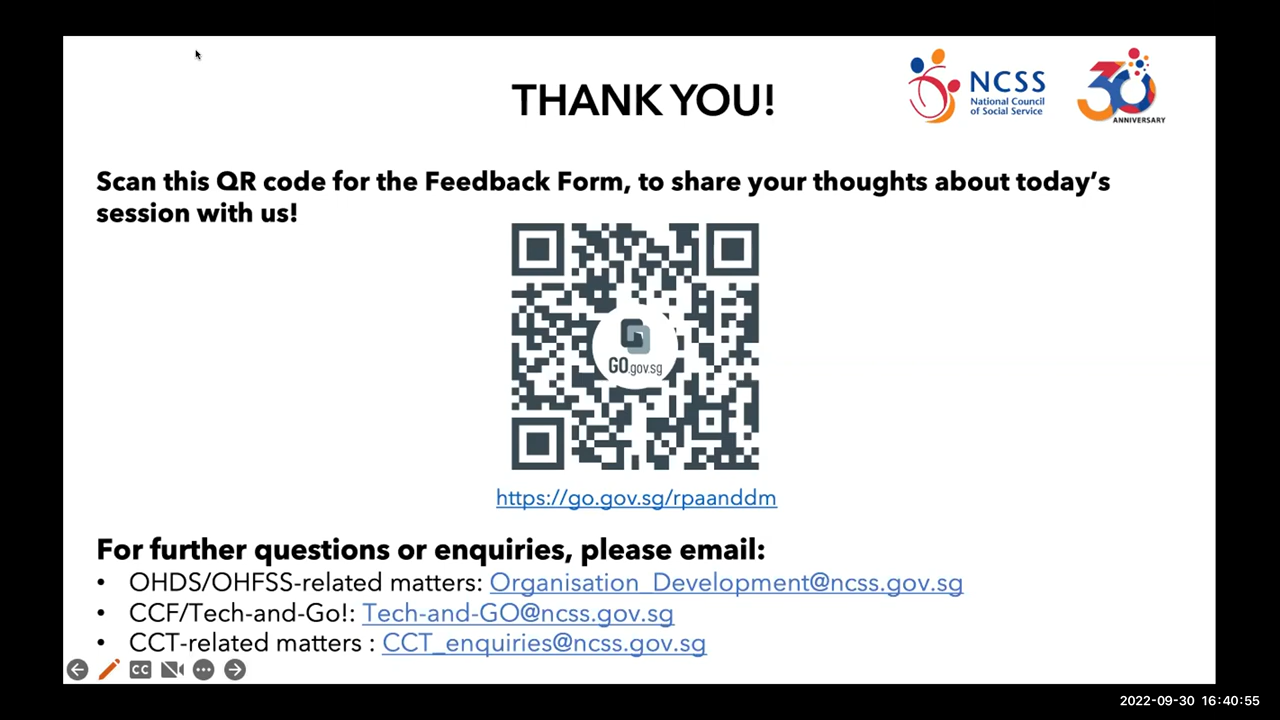 THANK YOU!
NCSS
National Council
of Social Service
30
ANNIVERSARY
Scan this QR code for the Feedback Form, to share your thoughts about today's
session with us!
GO.gov.sg
https://go.gov.sg/rpaanddm
For further questions or enquiries, please email:
• OHDS/OHFSS-related matters: Organisation_Development@ncss.gov.sg
• CCF/Tech-and-Go!: Tech-and-GO@ncss.gov.sg
• CCT-related matters : CCT_enquiries@ncss.gov.sg
CC
2022-09-30 16:40:55